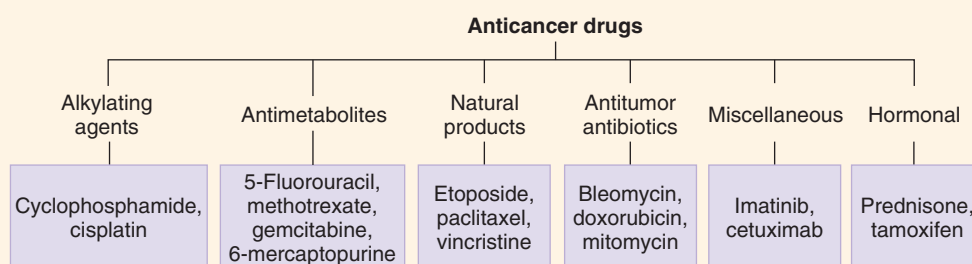 Anticancer drugs
Alkylating
agents
Antimetabolites
Natural
products
Antitumor
antibiotics
Miscellaneous
Hormonal
Cyclophosphamide,
cisplatin
5-Fluorouracil,
methotrexate,
gemcitabine,
6-mercaptopurine
Etoposide,
paclitaxel,
vincristine
Bleomycin,
doxorubicin,
mitomycin
Imatinib,
cetuximab
Prednisone,
tamoxifen